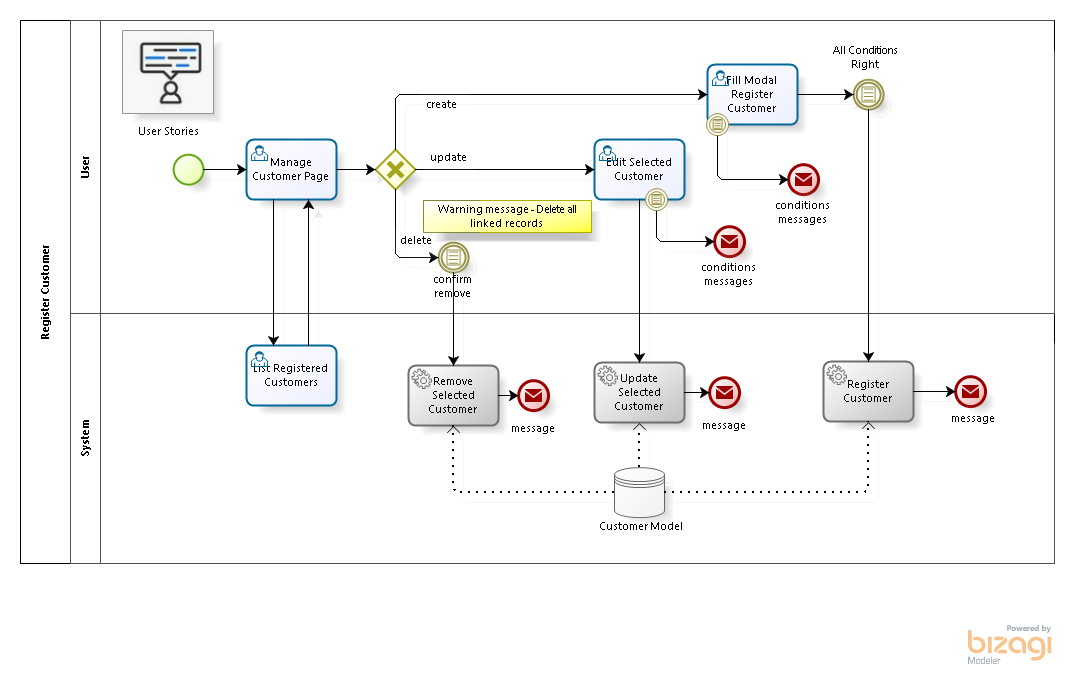 Register Customer
User
System
User Stories
Manage
Customer Page
create
update
delete
Warning message - Delete all
linked records
confirm
remove
Edit Selected
Customer
conditions
messages
Fill Modal
Register
Customer
conditions
messages
All Conditions
Right
List Registered
Customers
Remove
Selected
Customer
message
Update
Selected
Customer
message
Register
Customer
message
Customer Model
Powered by
bizagi
Modeler